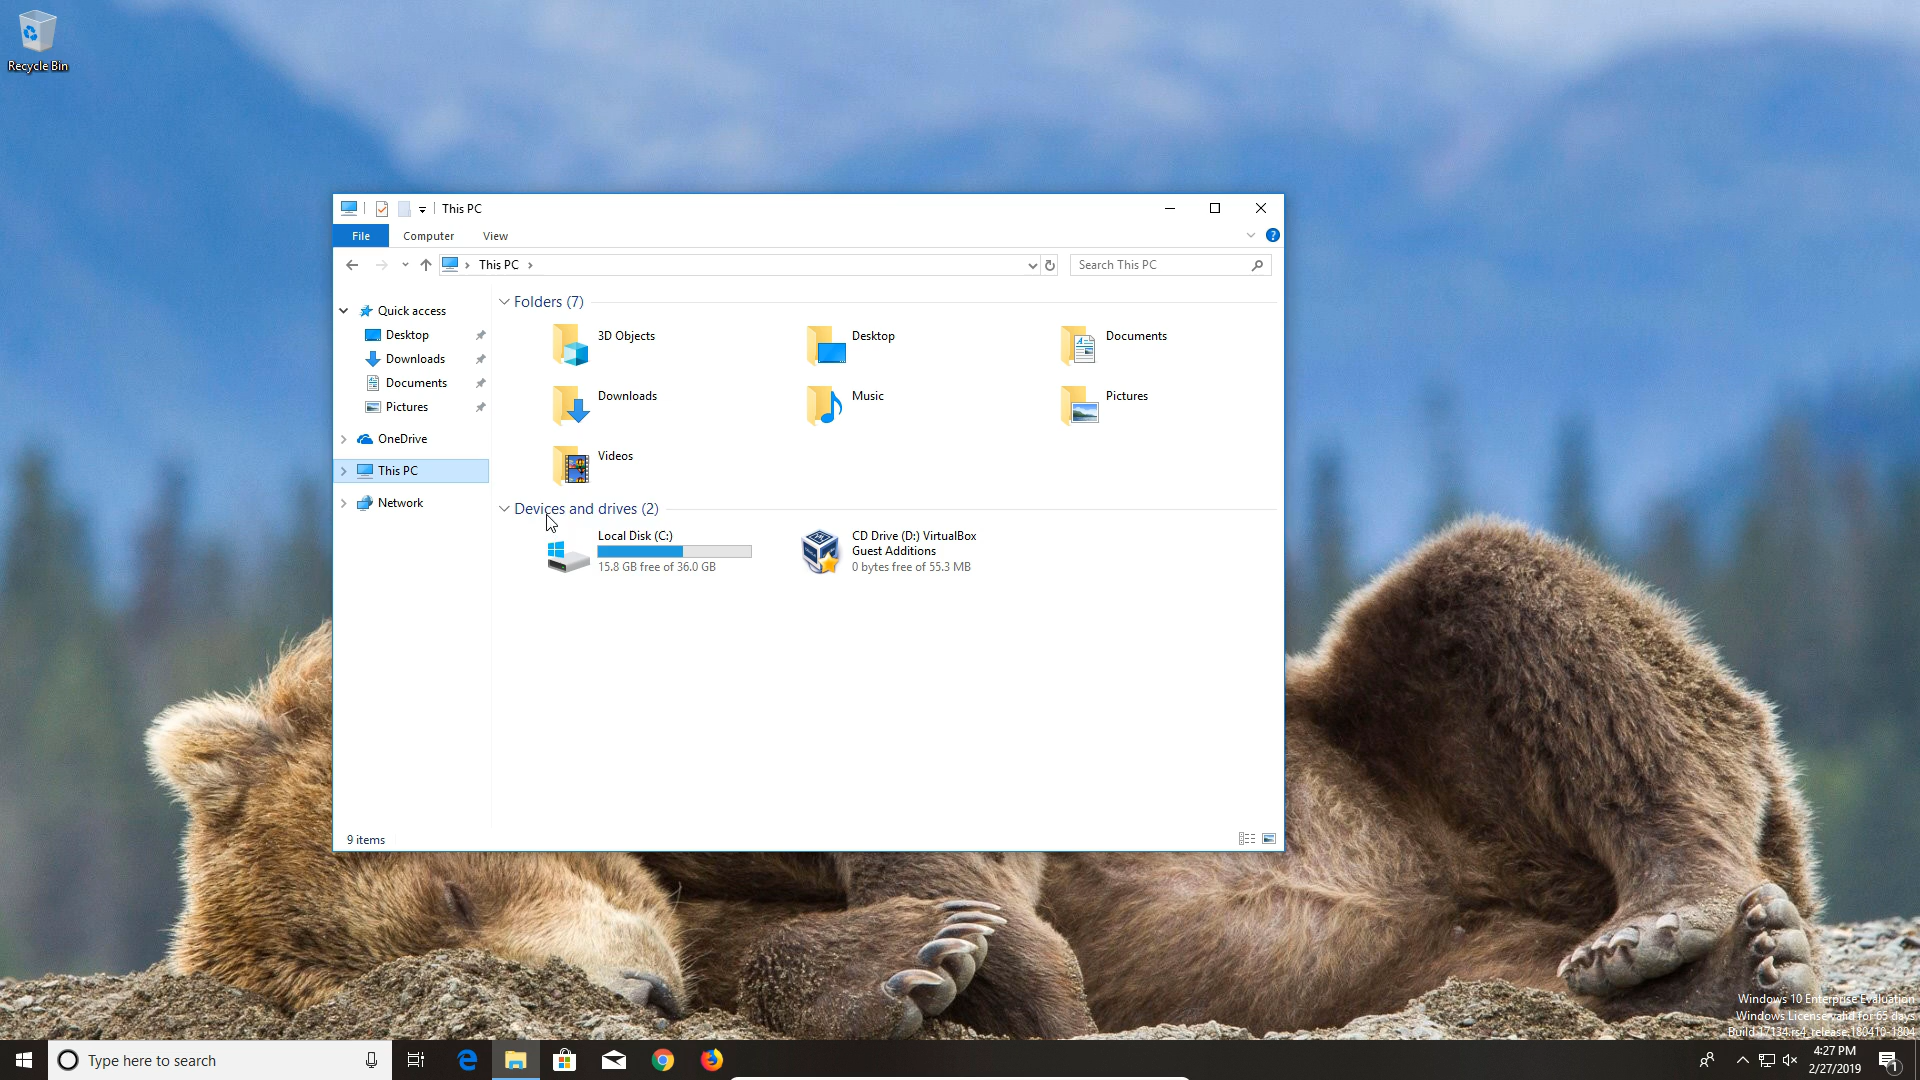 Recycle Bin
This PC
File Computer View
This PC
Search This PC
Quick access
Desktop
Downloads
Documents
Pictures
OneDrive
This PC
Network
Folders (7)
3D Objects
Desktop
Documents
Downloads
Music
Pictures
Videos
Devices and drives (2)
Local Disk (C:)
15.8 GB free of 36.0 GB
CD Drive (D:) VirtualBox
Guest Additions
0 bytes free of 55.3 MB
9 items
Windows 10 Enterprise Evaluation
Windows License valid for 65 days
Build 17134.rs4_release.180410-1804
Type here to search
4:27 PM
2/27/2019
1